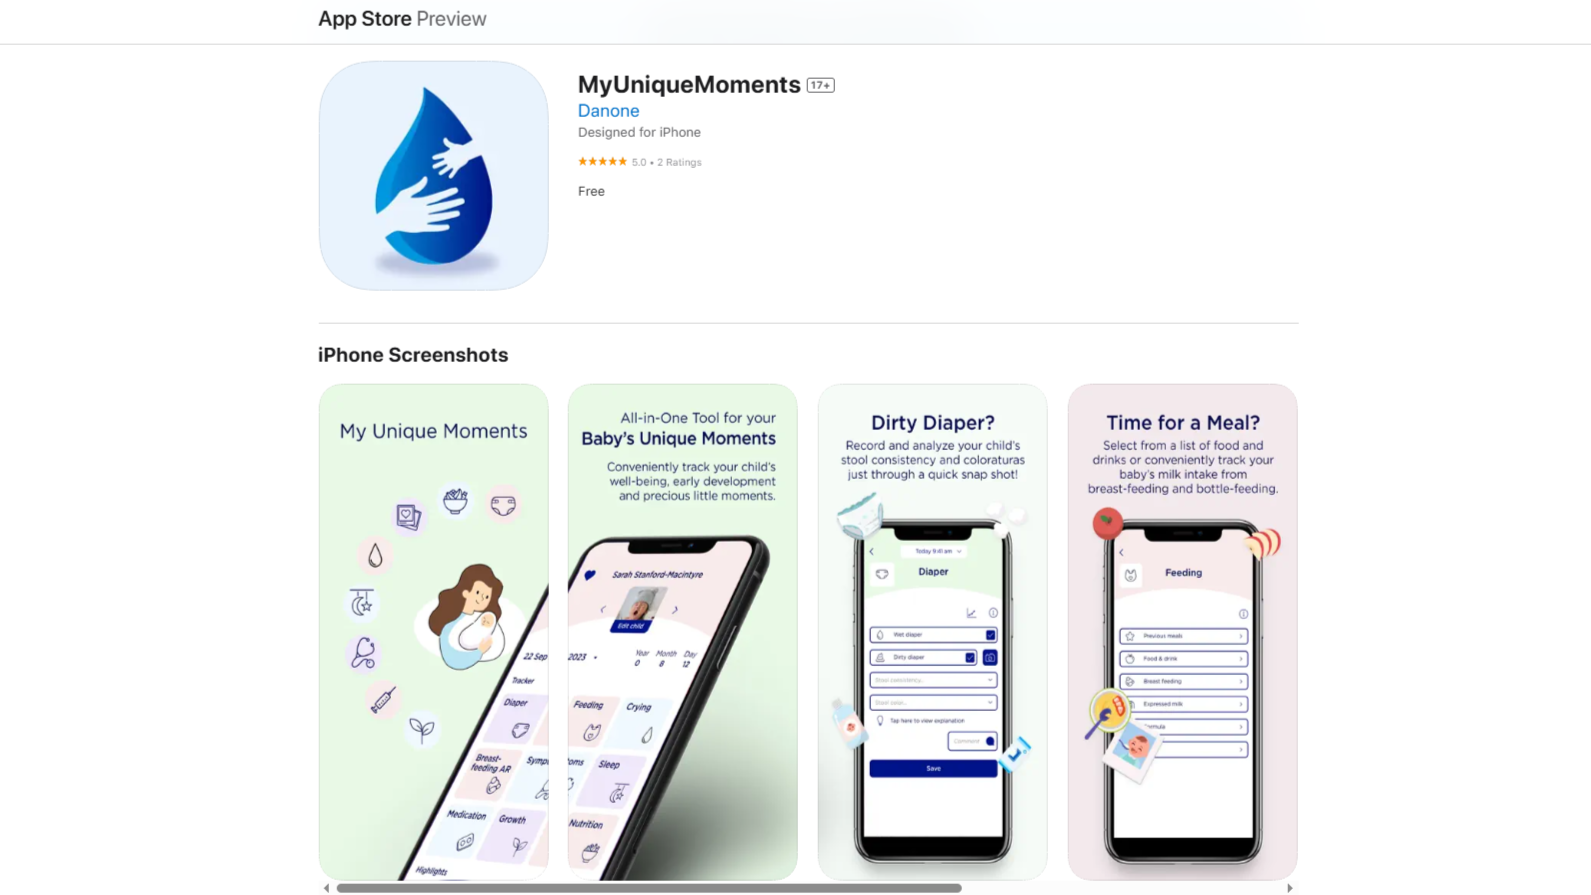 App Store Preview
MyUniqueMoments 17+
Danone
Designed for iPhone
★★★★★ 5.0 • 2 Ratings
Free
iPhone Screenshots
My Unique Moments
22 Sep
Tracker
Diaper
Breast-
feeding AR
Symp
Medication
Growth
Highlights
All-in-One Tool for your
Baby's Unique Moments
Conveniently track your child's
well-being, early development
and precious little moments.
Sarah Stanford-Macintyre
Edit child
2023
Year Month Day
0 8 12
Feeding
Crying
oms
Sleep
Nutrition
Dirty Diaper?
Record and analyze your child's
stool consistency and coloraturas
just through a quick snap shot!
Today 9:41 am
Diaper
Wet diaper
Dirty diaper
Stool consistency...
Stool color...
Tap here to view explanation
Comment
Save
Time for a Meal?
Select from a list of food and
drinks or conveniently track your
baby's milk intake from
breast-feeding and bottle-feeding.
Feeding
Previous meals
Food & drink
Breast feeding
Expressed milk
rmula